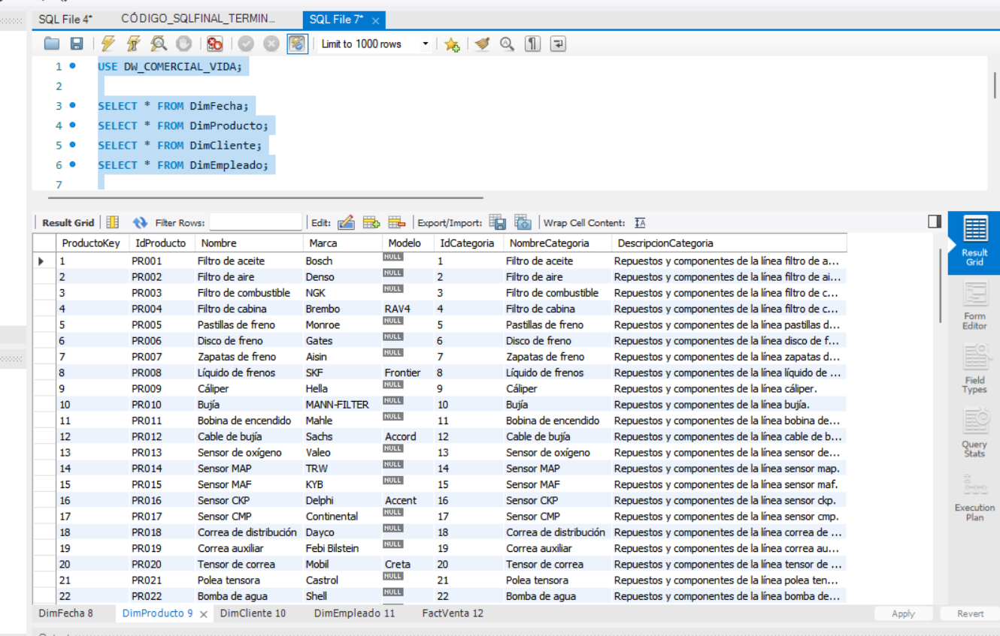 SQL File 4* CÓDIGO_SQLFINAL_TERMIN... SQL File 7*
Limit to 1000 rows
1 USE DW_COMERCIAL_VIDA;
2
3 SELECT * FROM DimFecha;
4 SELECT * FROM DimProducto;
5 SELECT * FROM DimCliente;
6 SELECT * FROM DimEmpleado;
7
Result Grid Filter Rows: Edit: Export/Import: Wrap Cell Content:
ProductoKey IdProducto Nombre Marca Modelo IdCategoria NombreCategoria DescripcionCategoria
1 PR001 Filtro de aceite Bosch NULL 1 Filtro de aceite Repuestos y componentes de la línea filtro de a...
2 PR002 Filtro de aire Denso NULL 2 Filtro de aire Repuestos y componentes de la línea filtro de ai...
3 PR003 Filtro de combustible NGK NULL 3 Filtro de combustible Repuestos y componentes de la línea filtro de c...
4 PR004 Filtro de cabina Brembo RAV4 4 Filtro de cabina Repuestos y componentes de la línea filtro de c...
5 PR005 Pastillas de freno Monroe NULL 5 Pastillas de freno Repuestos y componentes de la línea pastillas d...
6 PR006 Disco de freno Gates NULL 6 Disco de freno Repuestos y componentes de la línea disco de f...
7 PR007 Zapatas de freno Aisin NULL 7 Zapatas de freno Repuestos y componentes de la línea zapatas d...
8 PR008 Líquido de frenos SKF Frontier 8 Líquido de frenos Repuestos y componentes de la línea líquido de ...
9 PR009 Cáliper Hella NULL 9 Cáliper Repuestos y componentes de la línea cáliper.
10 PR010 Bujía MANN-FILTER NULL 10 Bujía Repuestos y componentes de la línea bujía.
11 PR011 Bobina de encendido Mahle NULL 11 Bobina de encendido Repuestos y componentes de la línea bobina de...
12 PR012 Cable de bujía Sachs Accord 12 Cable de bujía Repuestos y componentes de la línea cable de b...
13 PR013 Sensor de oxígeno Valeo NULL 13 Sensor de oxígeno Repuestos y componentes de la línea sensor de...
14 PR014 Sensor MAP TRW NULL 14 Sensor MAP Repuestos y componentes de la línea sensor map.
15 PR015 Sensor MAF KYB NULL 15 Sensor MAF Repuestos y componentes de la línea sensor maf.
16 PR016 Sensor CKP Delphi Accent 16 Sensor CKP Repuestos y componentes de la línea sensor ckp.
17 PR017 Sensor CMP Continental NULL 17 Sensor CMP Repuestos y componentes de la línea sensor cmp.
18 PR018 Correa de distribución Dayco NULL 18 Correa de distribución Repuestos y componentes de la línea correa de ...
19 PR019 Correa auxiliar Febi Bilstein NULL 19 Correa auxiliar Repuestos y componentes de la línea correa au...
20 PR020 Tensor de correa Mobil Creta 20 Tensor de correa Repuestos y componentes de la línea tensor de ...
21 PR021 Polea tensora Castrol NULL 21 Polea tensora Repuestos y componentes de la línea polea ten...
22 PR022 Bomba de agua Shell NULL 22 Bomba de agua Repuestos y componentes de la línea bomba de...
Result
Grid
Form
Editor
Field
Types
Query
Stats
Execution
Plan
DimFecha 8 DimProducto 9 DimCliente 10 DimEmpleado 11 FactVenta 12 Apply Revert